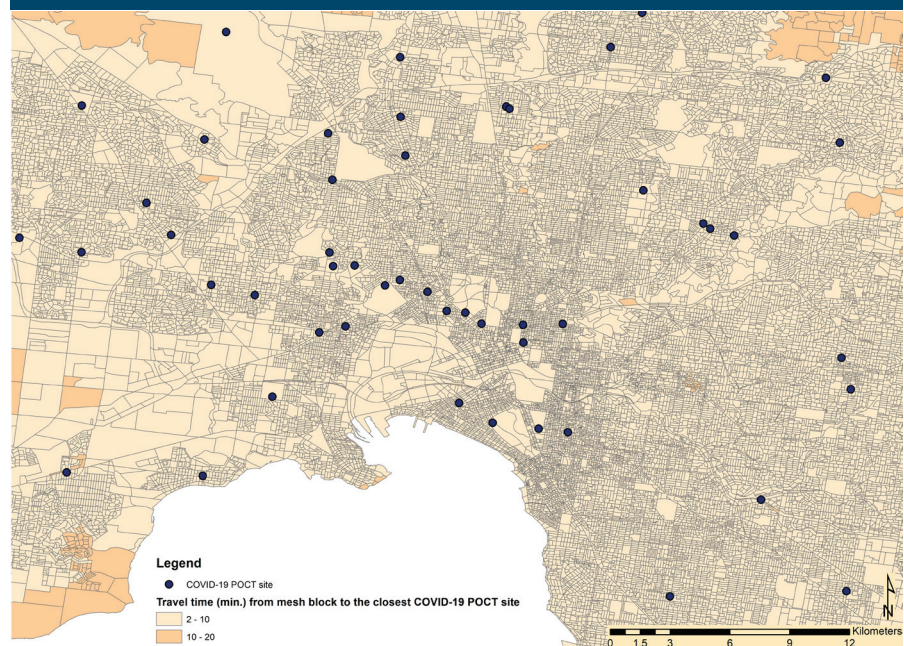 Legend
COVID-19 POCT site
Travel time (min.) from mesh block to the closest COVID-19 POCT site
2 - 10
10 - 20
N
Kilometers
0 1.5 3 6 9 12